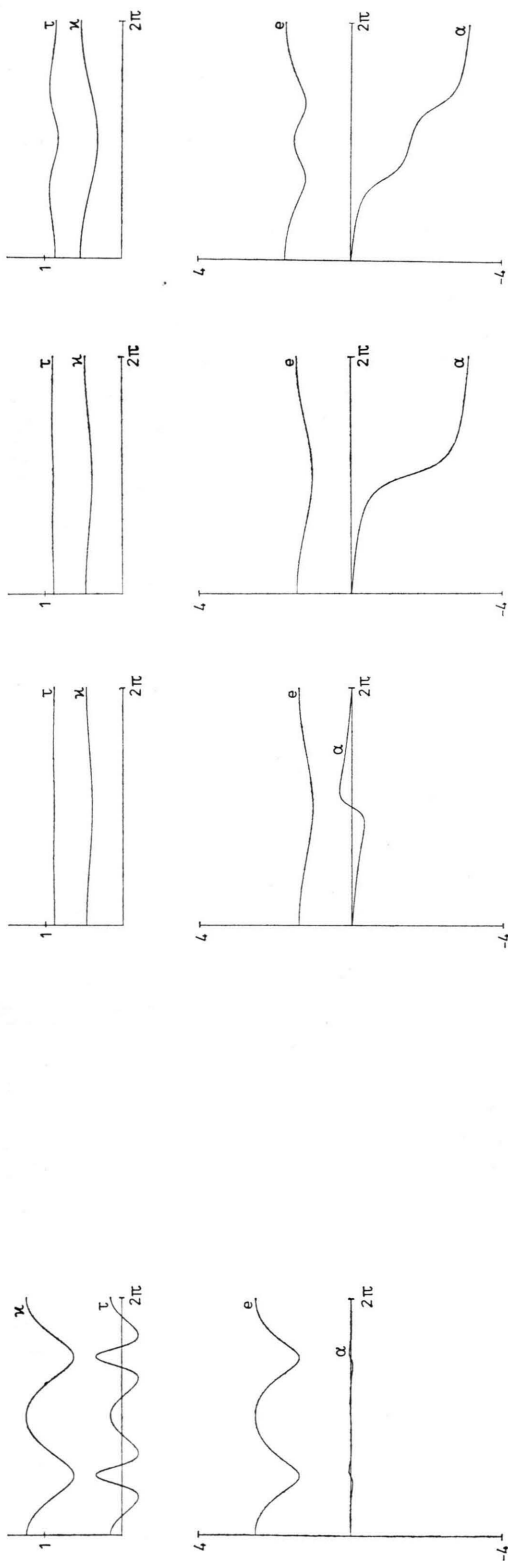 ϰ
1 1 τ 1 τ 1 τ
ϰ ϰ ϰ
τ
2π 2π 2π 2π
4 4 4 4
e e e e
α α
2π 2π 2π 2π
α α
-4 -4 -4 -4